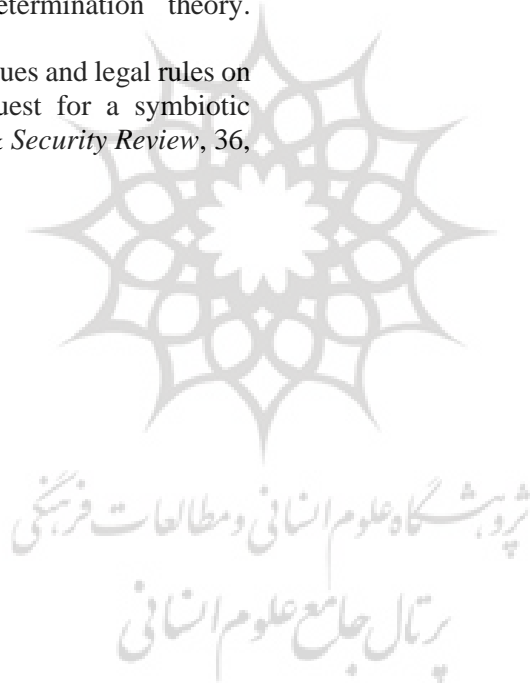 etermination theory.
ues and legal rules on
uest for a symbiotic
& Security Review, 36,
پژوهشگاه علوم انسانی و مطالعات فرهنگی
پرتال جامع علوم انسانی